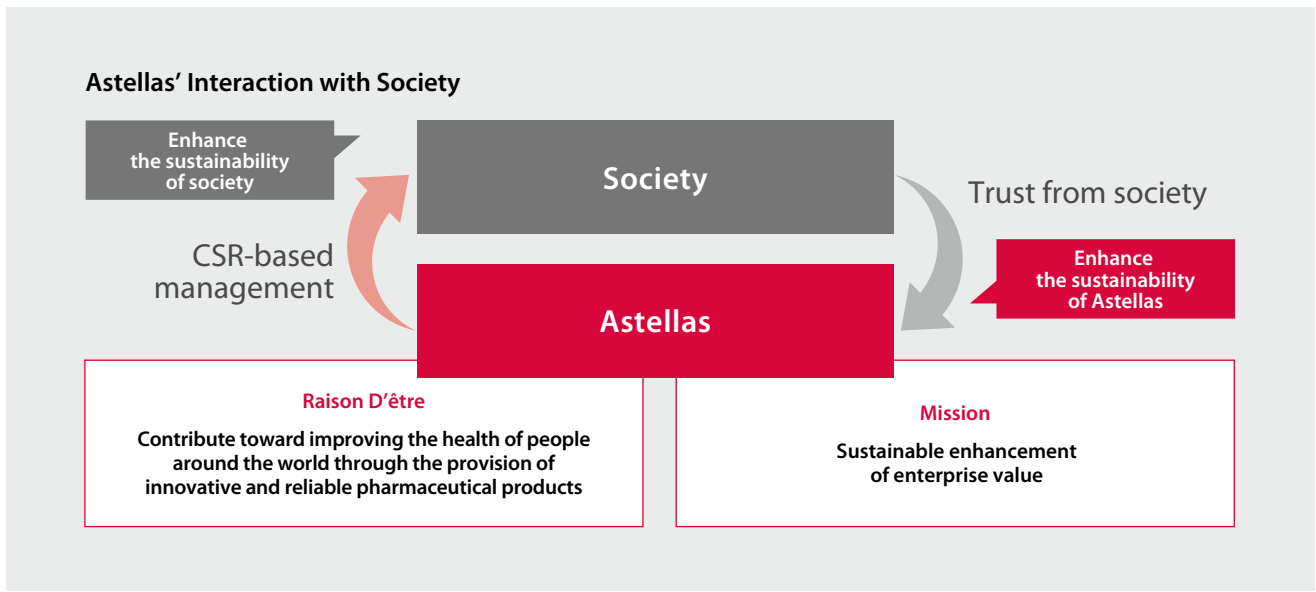 Astellas’ Interaction with Society
Enhance
the sustainability
of society
Society
Trust from society
CSR-based
management
Enhance
the sustainability
of Astellas
Astellas
Raison D’être
Contribute toward improving the health of people
around the world through the provision of
innovative and reliable pharmaceutical products
Mission
Sustainable enhancement
of enterprise value